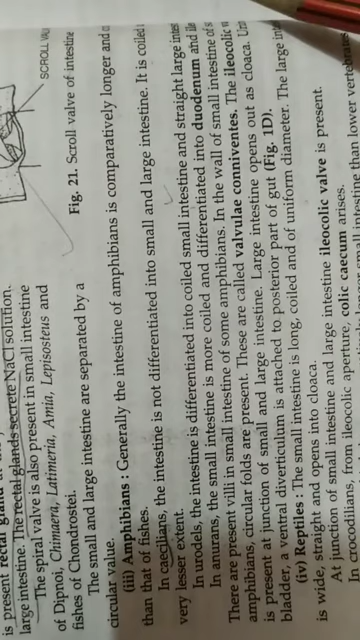 is present rectal gland
large intestine. The rectal glands secrete NaCl solution.
The spiral valve is also present in small intestine
of Dipnoi, Chimaera, Latimeria, Amia, Lepisosteus and
fishes of Chondrostei.
The small and large intestine are separated by a
circular value.
SCROLL
Fig. 21. Scroll valve of intestine
(iii) Amphibians : Generally the intestine of amphibians is comparatively longer and
than that of fishes.
In caecilians, the intestine is not differentiated into small and large intestine. It is coiled
very lesser extent.
In urodels, the intestine is differentiated into coiled small intestine and straight large
In anurans, the small intestine is more coiled and differentiated into duodenum and
There are present villi in small intestine of some amphibians. In the wall of small intestine of
amphibians, circular folds are present. These are called valvulae conniventes. The ileocolic
is present at junction of small and large intestine. Large intestine opens out as cloaca.
bladder, a ventral diverticulum is attached to posterior part of gut (Fig. 1D).
(iv) Reptiles : The small intestine is long, coiled and of uniform diameter. The large
is wide, straight and opens into cloaca.
At junction of small intestine and large intestine ileocolic valve is present.
In crocodilians, from ileocolic aperture, colic caecum arises.
small intestine than lower vertebrates